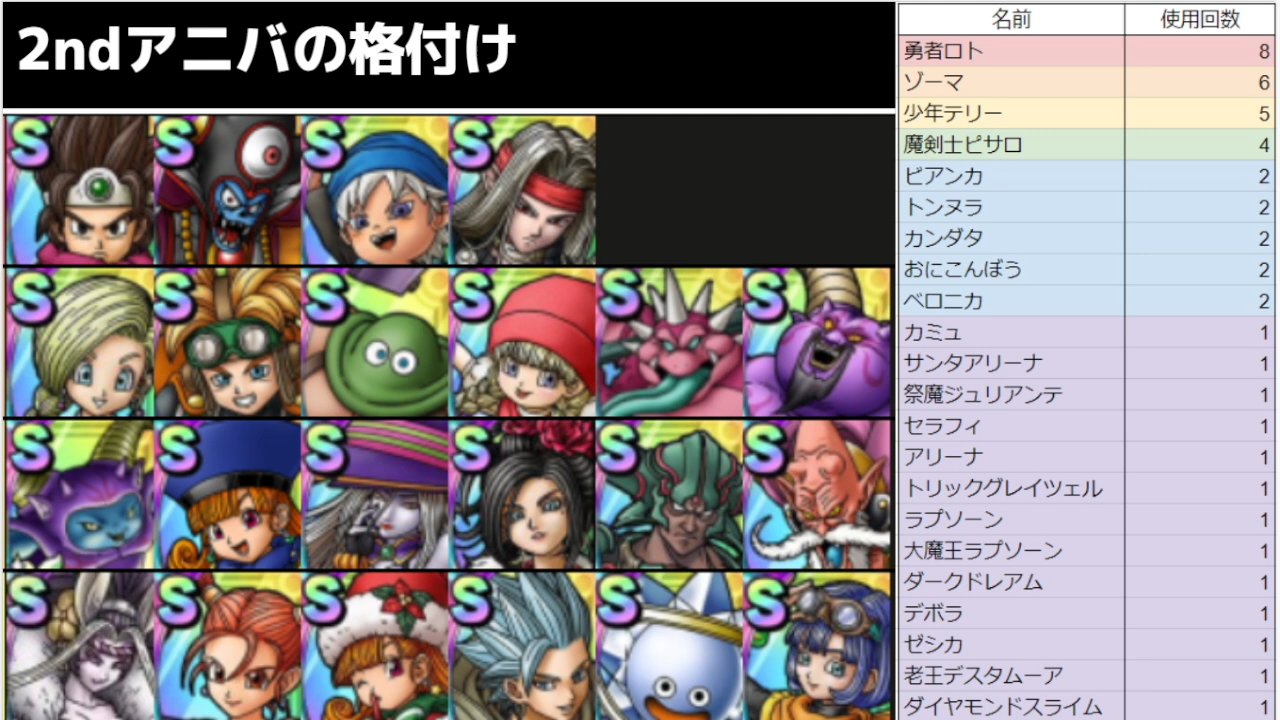 2ndアニバの格付け
S S S S
S S S S S S
S S S S S S
S S S S S S
名前 使用回数
勇者ロト 8
ゾーマ 6
少年テリー 5
魔剣士ピサロ 4
ビアンカ 2
トンヌラ 2
カンダタ 2
おにこんぼう 2
ベロニカ 2
カミュ 1
サンタアリーナ 1
祭魔ジュリアンテ 1
セラフィ 1
アリーナ 1
トリックグレイツェル 1
ラプソーン 1
大魔王ラプソーン 1
ダークドレアム 1
デボラ 1
ゼシカ 1
老王デスタムーア 1
ダイヤモンドスライム 1